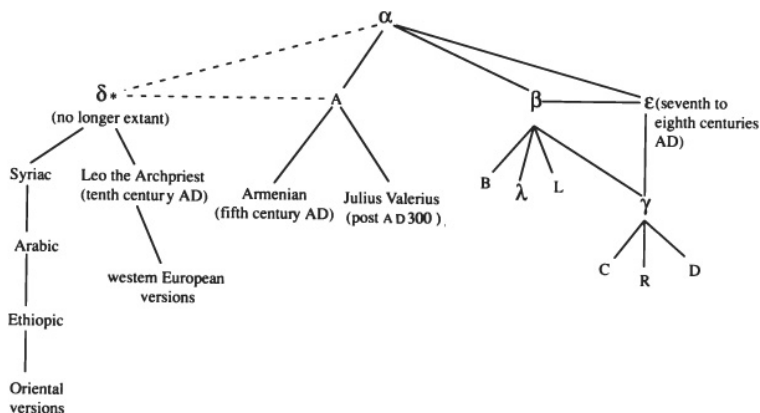 α
δ*
(no longer extant)
A
β
ε (seventh to
eighth centuries
AD)
Syriac
Leo the Archpriest
(tenth century AD)
Armenian
(fifth century AD)
Julius Valerius
(post AD 300).
B
λ
L
γ
Arabic
western European
versions
C
R
D
Ethiopic
Oriental
versions